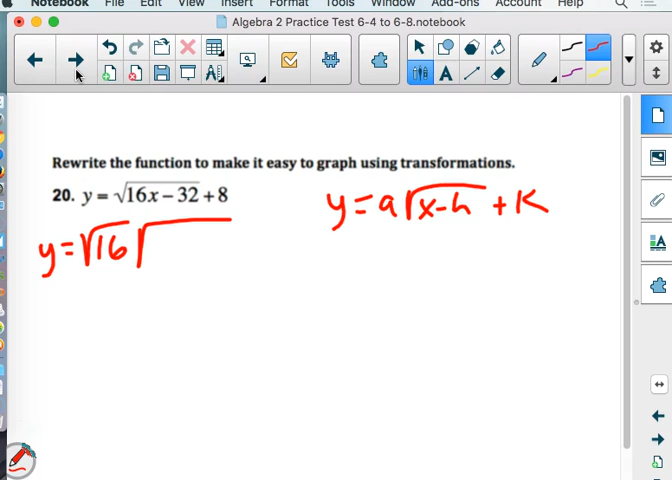 Notebook File Edit View Insert Format Tools Add-ons Account Window Help
Algebra 2 Practice Test 6-4 to 6-8.notebook
Rewrite the function to make it easy to graph using transformations.
20. y = √16x − 32 + 8
y = a√x-h + k
y = √16 √